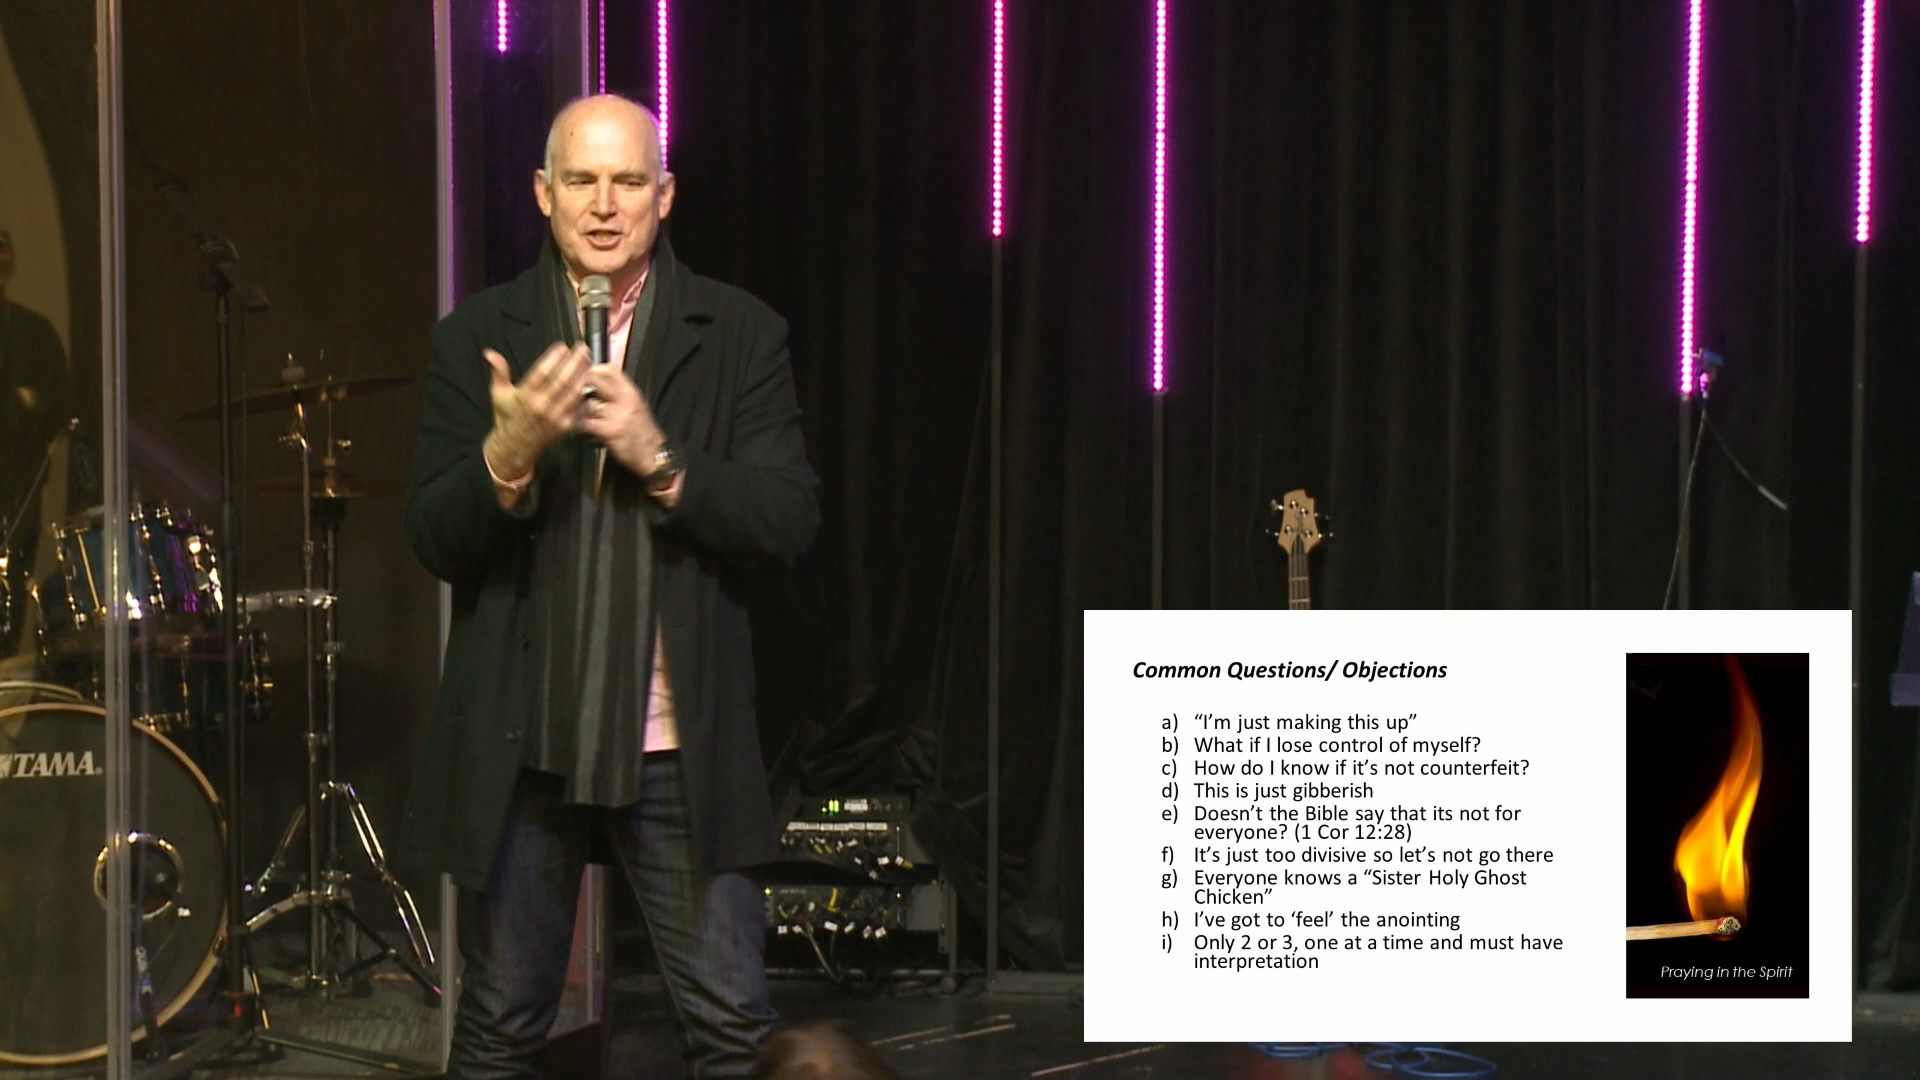 TAMA.
Common Questions/ Objections
a) “I’m just making this up”
b) What if I lose control of myself?
c) How do I know if it’s not counterfeit?
d) This is just gibberish
e) Doesn’t the Bible say that its not for
everyone? (1 Cor 12:28)
f) It’s just too divisive so let’s not go there
g) Everyone knows a “Sister Holy Ghost
Chicken”
h) I’ve got to ‘feel’ the anointing
i) Only 2 or 3, one at a time and must have
interpretation
Praying in the Spirit